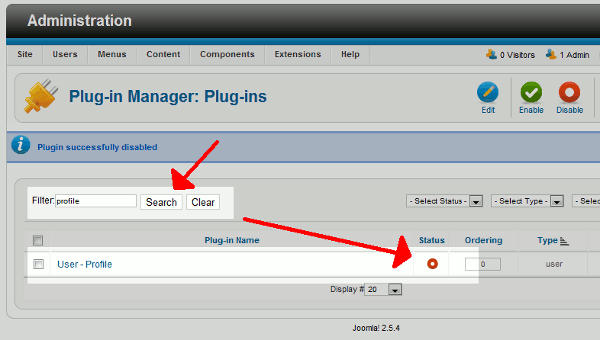 Administration
Site Users Menus Content Components Extensions Help 0 Visitors 1 Admin
Plug-in Manager: Plug-ins
Edit Enable Disable
Plugin successfully disabled
Filter: profile Search Clear - Select Status - - Select Type - - Select
Plug-in Name Status Ordering Type
User - Profile 0 user
Display # 20
Joomla! 2.5.4